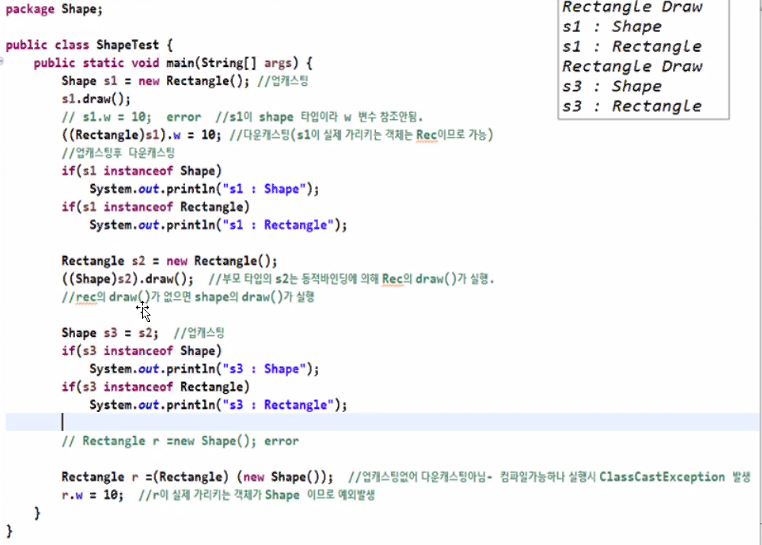 package Shape;
public class ShapeTest {
public static void main(String[] args) {
Shape s1 = new Rectangle(); //업캐스팅
s1.draw();
// s1.w = 10;  error  //s1이 shape 타입이라 w 변수 참조안됨.
((Rectangle)s1).w = 10; //다운캐스팅(s1이 실제 가리키는 객체는 Rec이므로 가능)
//업캐스팅후 다운캐스팅
if(s1 instanceof Shape)
System.out.println("s1 : Shape");
if(s1 instanceof Rectangle)
System.out.println("s1 : Rectangle");
Rectangle s2 = new Rectangle();
((Shape)s2).draw();  //부모 타입의 s2는 동적바인딩에 의해 Rec의 draw()가 실행.
//rec의 draw()가 없으면 shape의 draw()가 실행
Shape s3 = s2;  //업캐스팅
if(s3 instanceof Shape)
System.out.println("s3 : Shape");
if(s3 instanceof Rectangle)
System.out.println("s3 : Rectangle");
// Rectangle r =new Shape(); error
Rectangle r =(Rectangle) (new Shape());  //업캐스팅없어 다운캐스팅아님- 컴파일가능하나 실행시 ClassCastException 발생
r.w = 10;  //r이 실제 가리키는 객체가 Shape 이므로 예외발생
}
}
Rectangle Draw
s1 : Shape
s1 : Rectangle
Rectangle Draw
s3 : Shape
s3 : Rectangle